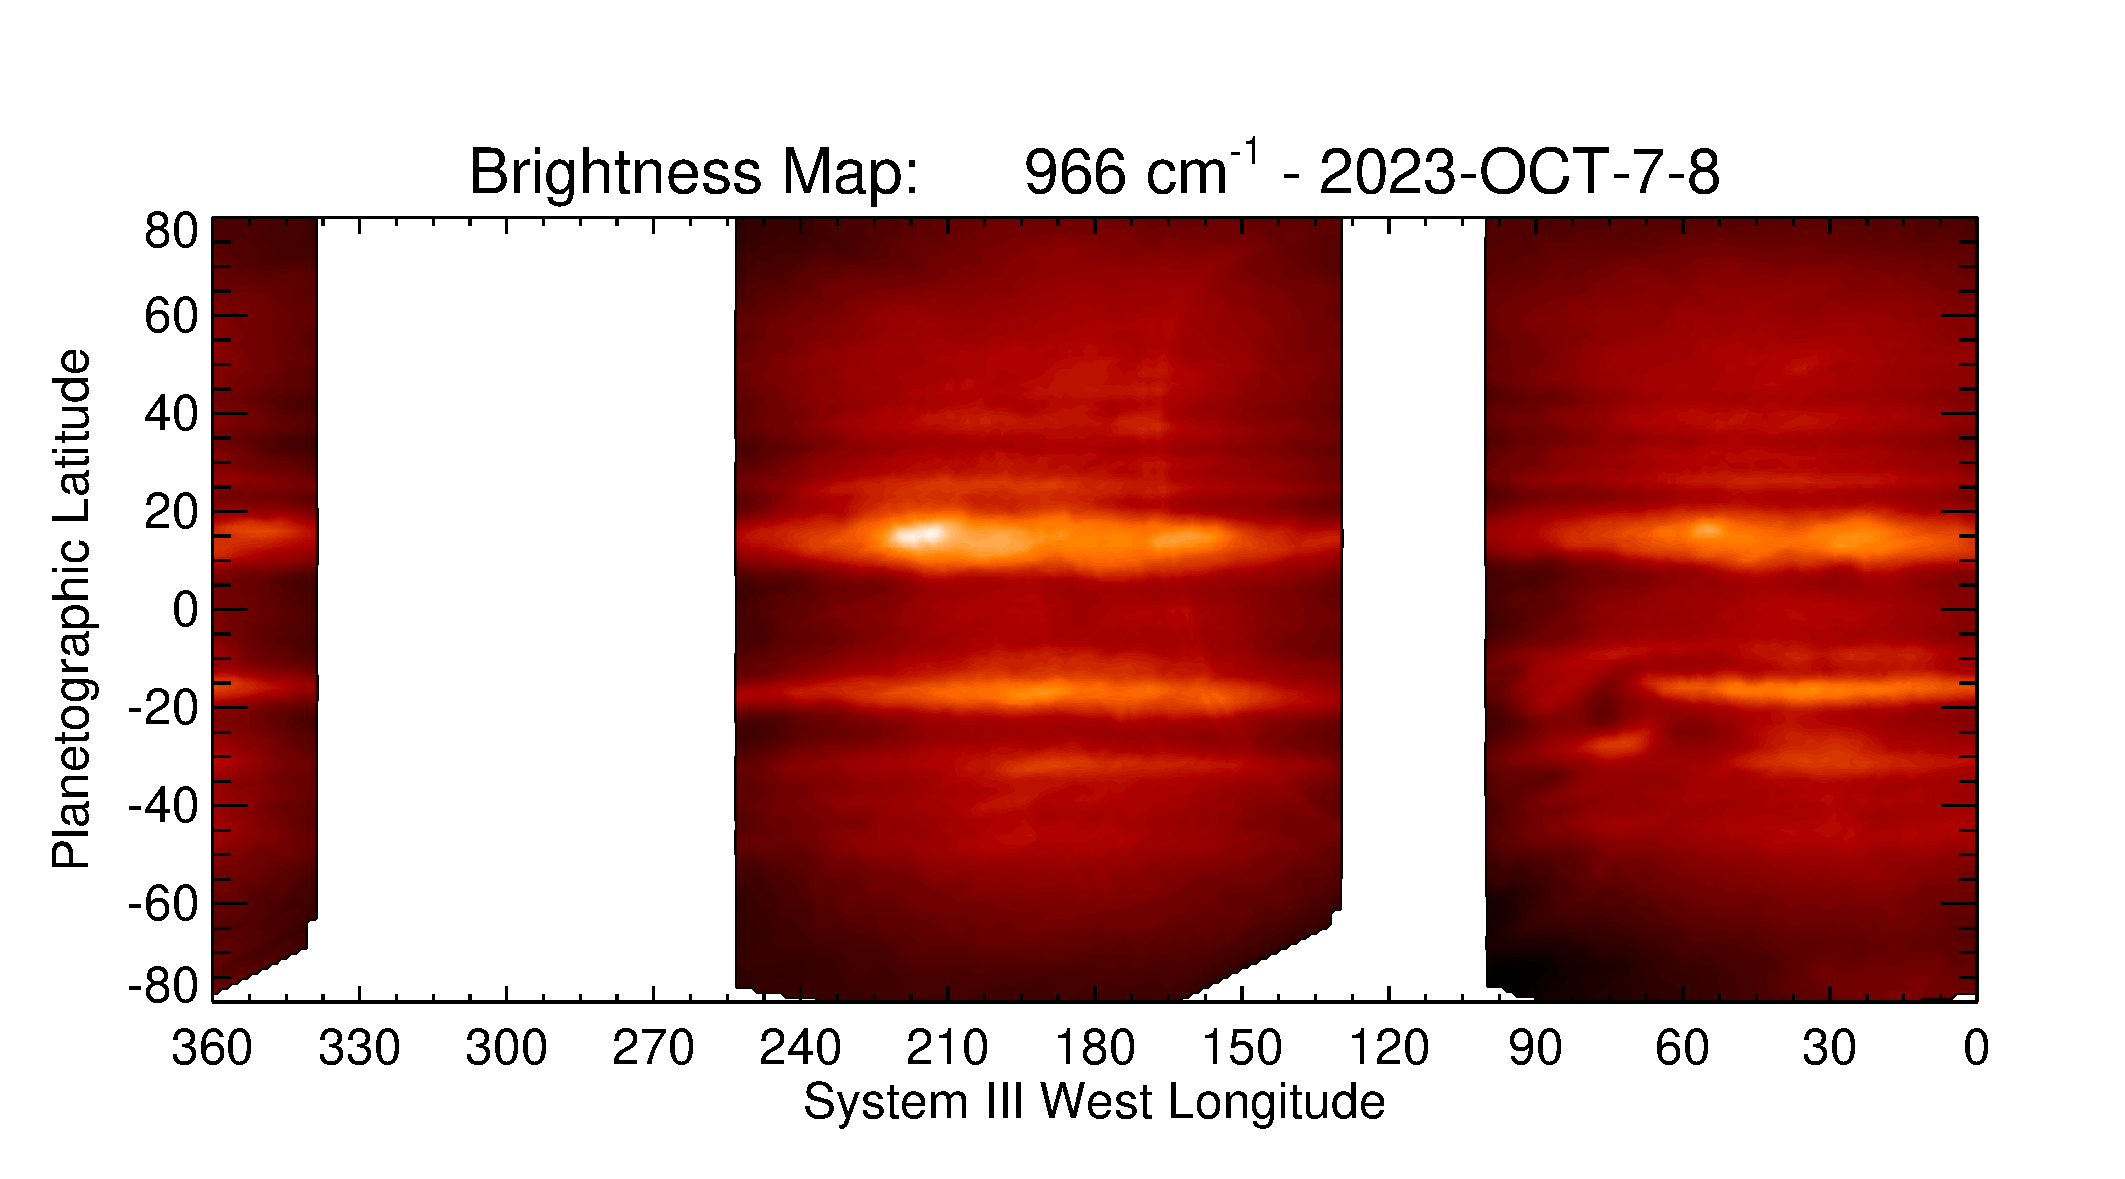 Brightness Map: 966 cm⁻¹ - 2023-OCT-7-8
80
60
40
20
0
-20
-40
-60
-80
Planetographic Latitude
360 330 300 270 240 210 180 150 120 90 60 30 0
System III West Longitude